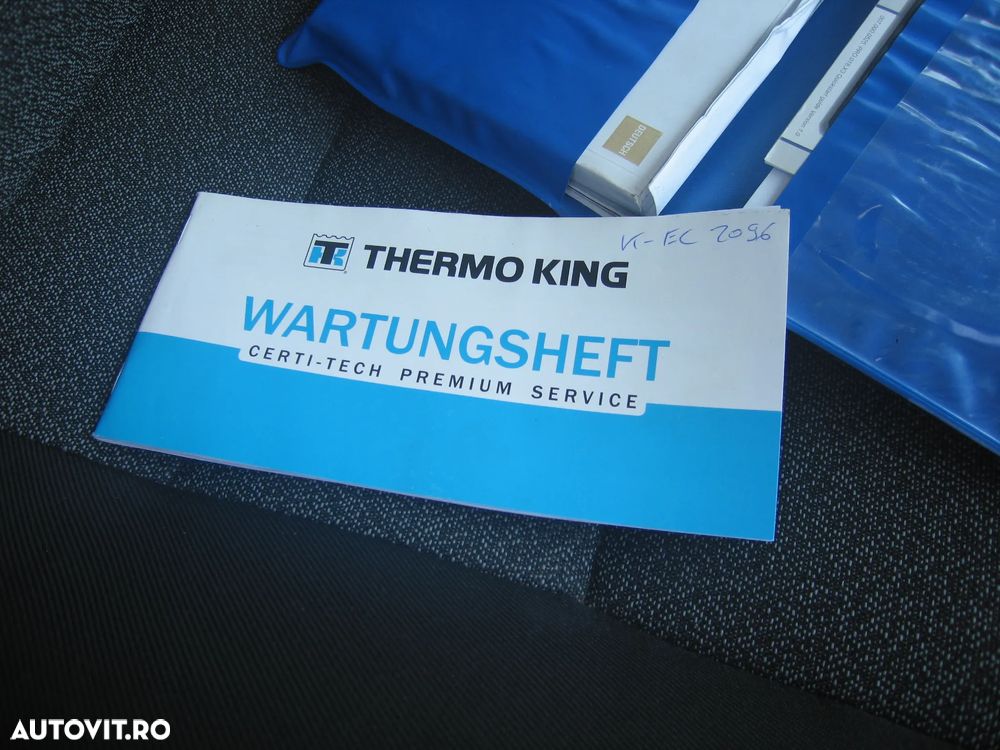 DEUTSCH
THERMO KING
K-EC 2096
WARTUNGSHEFT
CERTI-TECH PREMIUM SERVICE
AUTOVIT.RO